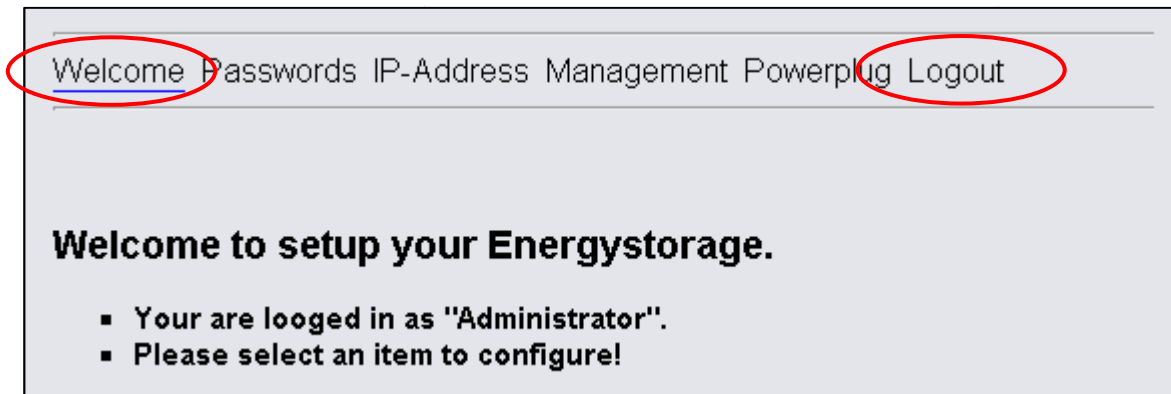 Welcome Passwords IP-Address Management Powerplug Logout
Welcome to setup your Energystorage.
▪ Your are looged in as "Administrator".
▪ Please select an item to configure!